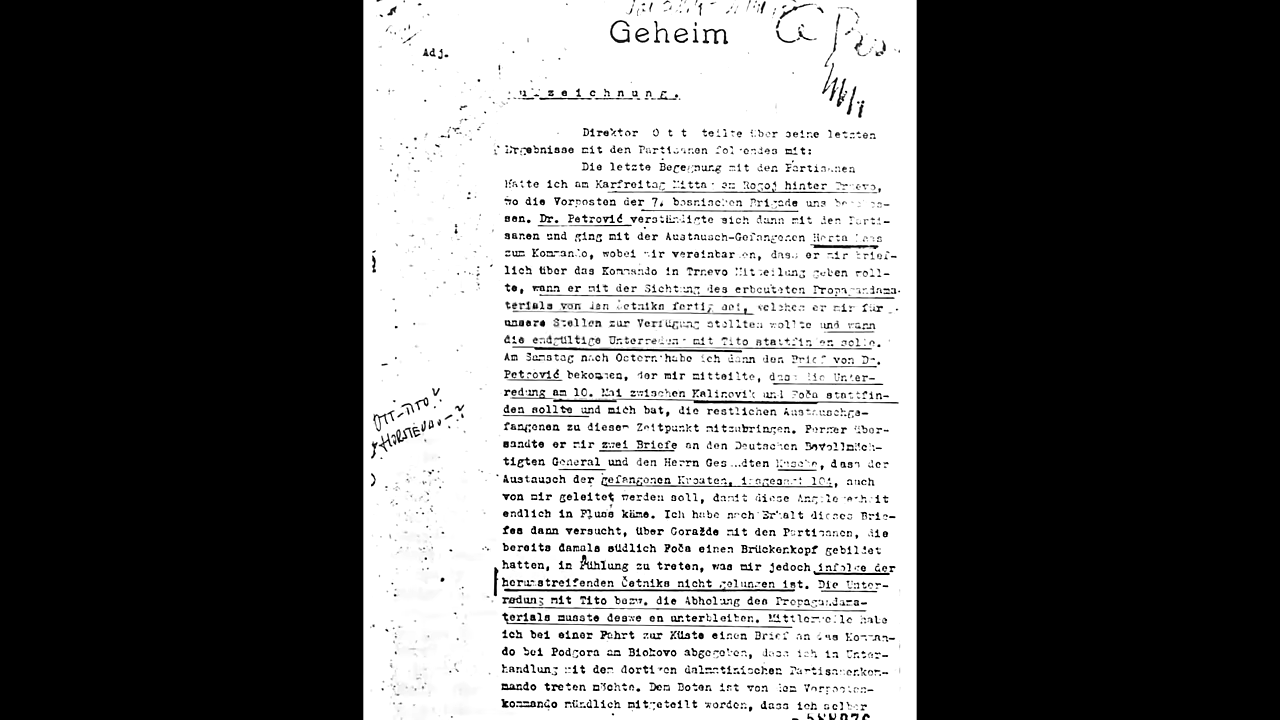 Geheim
Adj.
ufzeichnung.
Direktor Ott teilte über seine letzten
Ergebnisse mit den Partisanen folgendes mit:
Die letzte Begegnung mit den Partisanen
Hatte ich am Karfreitag Mittag am Rogoj hinter Trnevo,
wo die Vorposten der 7. bosnischen Brigade uns
sen. Dr. Petrović verständigte sich dann mit den Parti-
sanen und ging mit der Austausch-Gefangenen Herta
zum Kommando, wobei wir vereinbarten, dass er mir brief-
lich über das Kommando in Trnevo Mitteilung geben woll-
te, wann er mit der Sichtung des erbeuteten Propagandama-
terials von den Četniks fertig sei, welches er mir für
unsere Stellen zur Verfügung stellten wollte und wann
die endgültige Unterredung mit Tito stattfinden solle.
Am Samstag nach Ostern habe ich dann den Brief von Dr.
Petrović bekommen, der mir mitteilte, dass die Unter-
redung am 10. Mai zwischen Kalinovik und Foča stattfin-
den sollte und mich bat, die restlichen Austauschge-
fangenen zu diesem Zeitpunkt mitzubringen. Ferner über-
sandte er mir zwei Briefe an den Deutschen Bevollmäch-
tigten General und den Herrn Gesandten Kasche, dass der
Austausch der gefangenen Kroaten, insgesamt 104, auch
von mir geleitet werden soll, damit diese Angelegenheit
endlich in Fluss käme. Ich habe nach Erhalt dieses Brie-
fes dann versucht, über Goražde mit den Partisanen, die
bereits damals südlich Foča einen Brückenkopf gebildet
hatten, in Fühlung zu treten, was mir jedoch infolge der
herumstreifenden Četniks nicht gelungen ist. Die Unter-
redung mit Tito bezw. die Abholung des Propagandama-
terials musste deswegen unterbleiben. Mittlerweile habe
ich bei einer Fahrt zur Küste einen Brief an das Komman-
do bei Podgora am Biokovo abgegeben, dass ich in Unter-
handlung mit dem dortigen dalmatinischen Partisanenkom-
mando treten möchte. Dem Boten ist von dem Vorposten-
kommando mündlich mitgeteilt worden, dass ich selber
OTT-TITO?